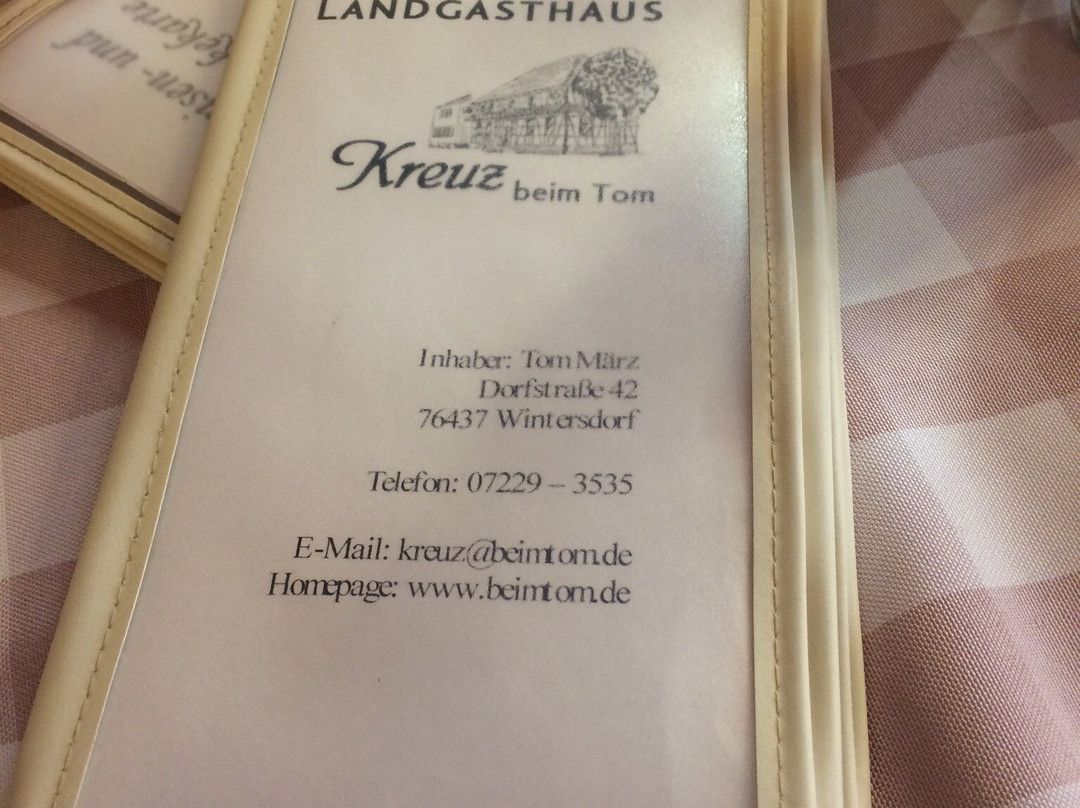 LANDGASTHAUS
Kreuz beim Tom
Inhaber: Tom März
Dorfstraße 42
76437 Wintersdorf
Telefon: 07229 – 3535
E-Mail: kreuz@beimtom.de
Homepage: www.beimtom.de
und